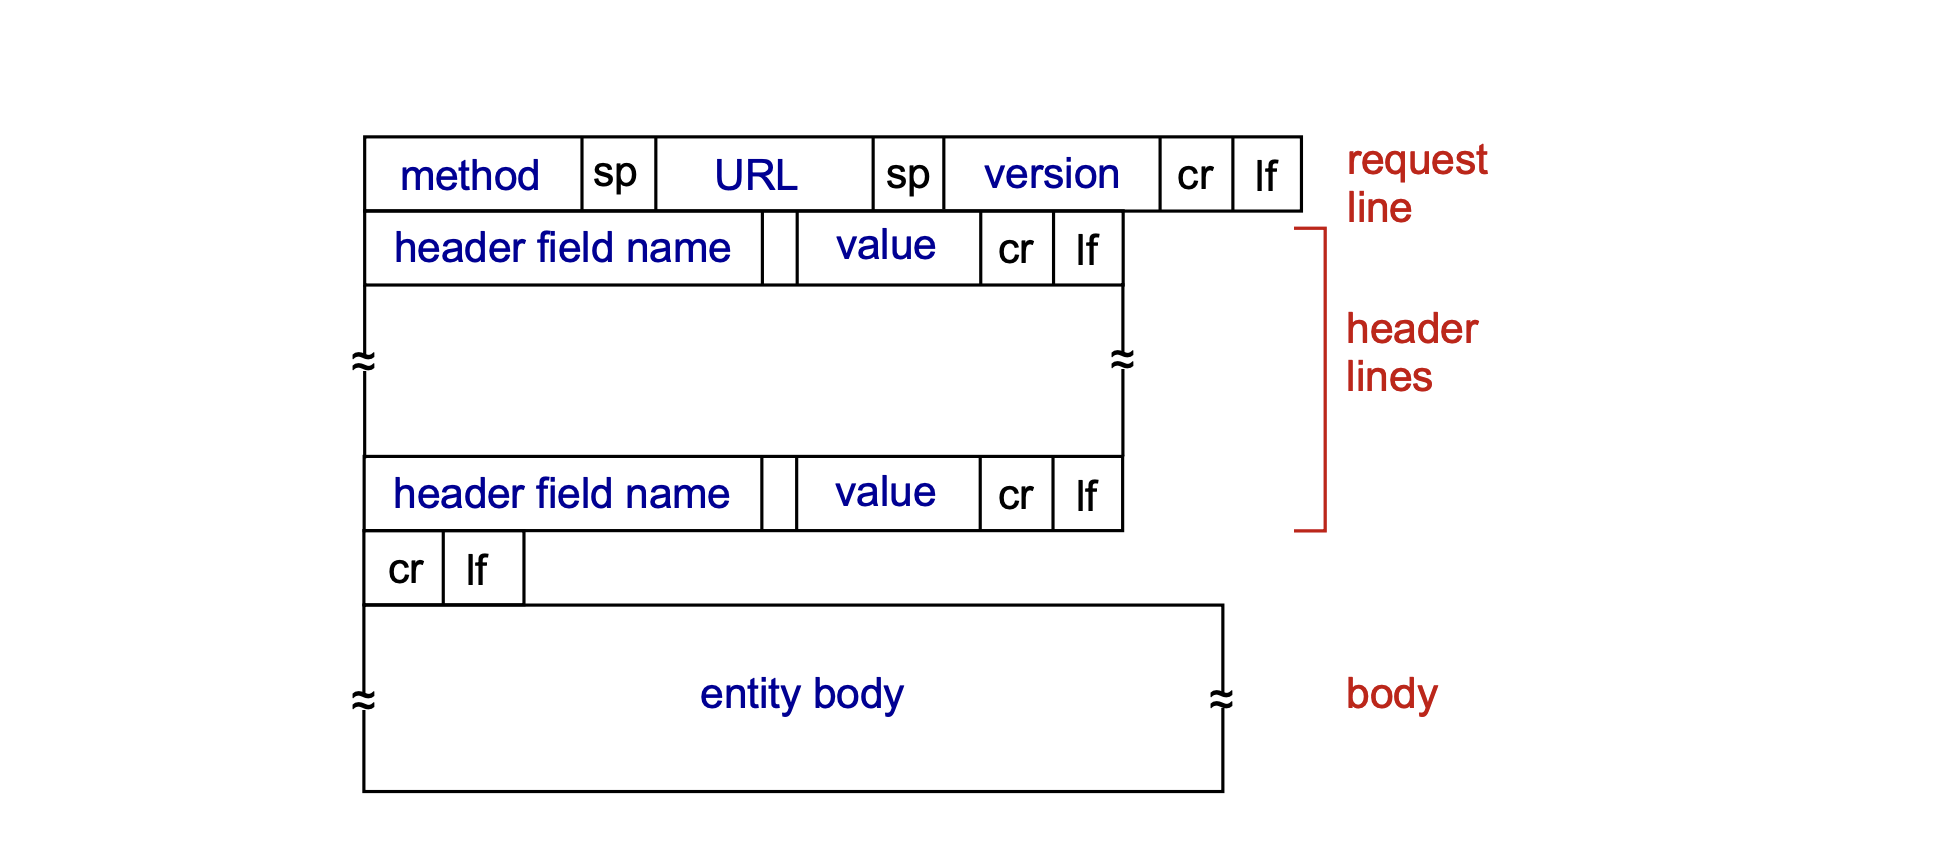 method sp URL sp version cr lf request
line
header field name value cr lf
header
lines
header field name value cr lf
cr lf
entity body body